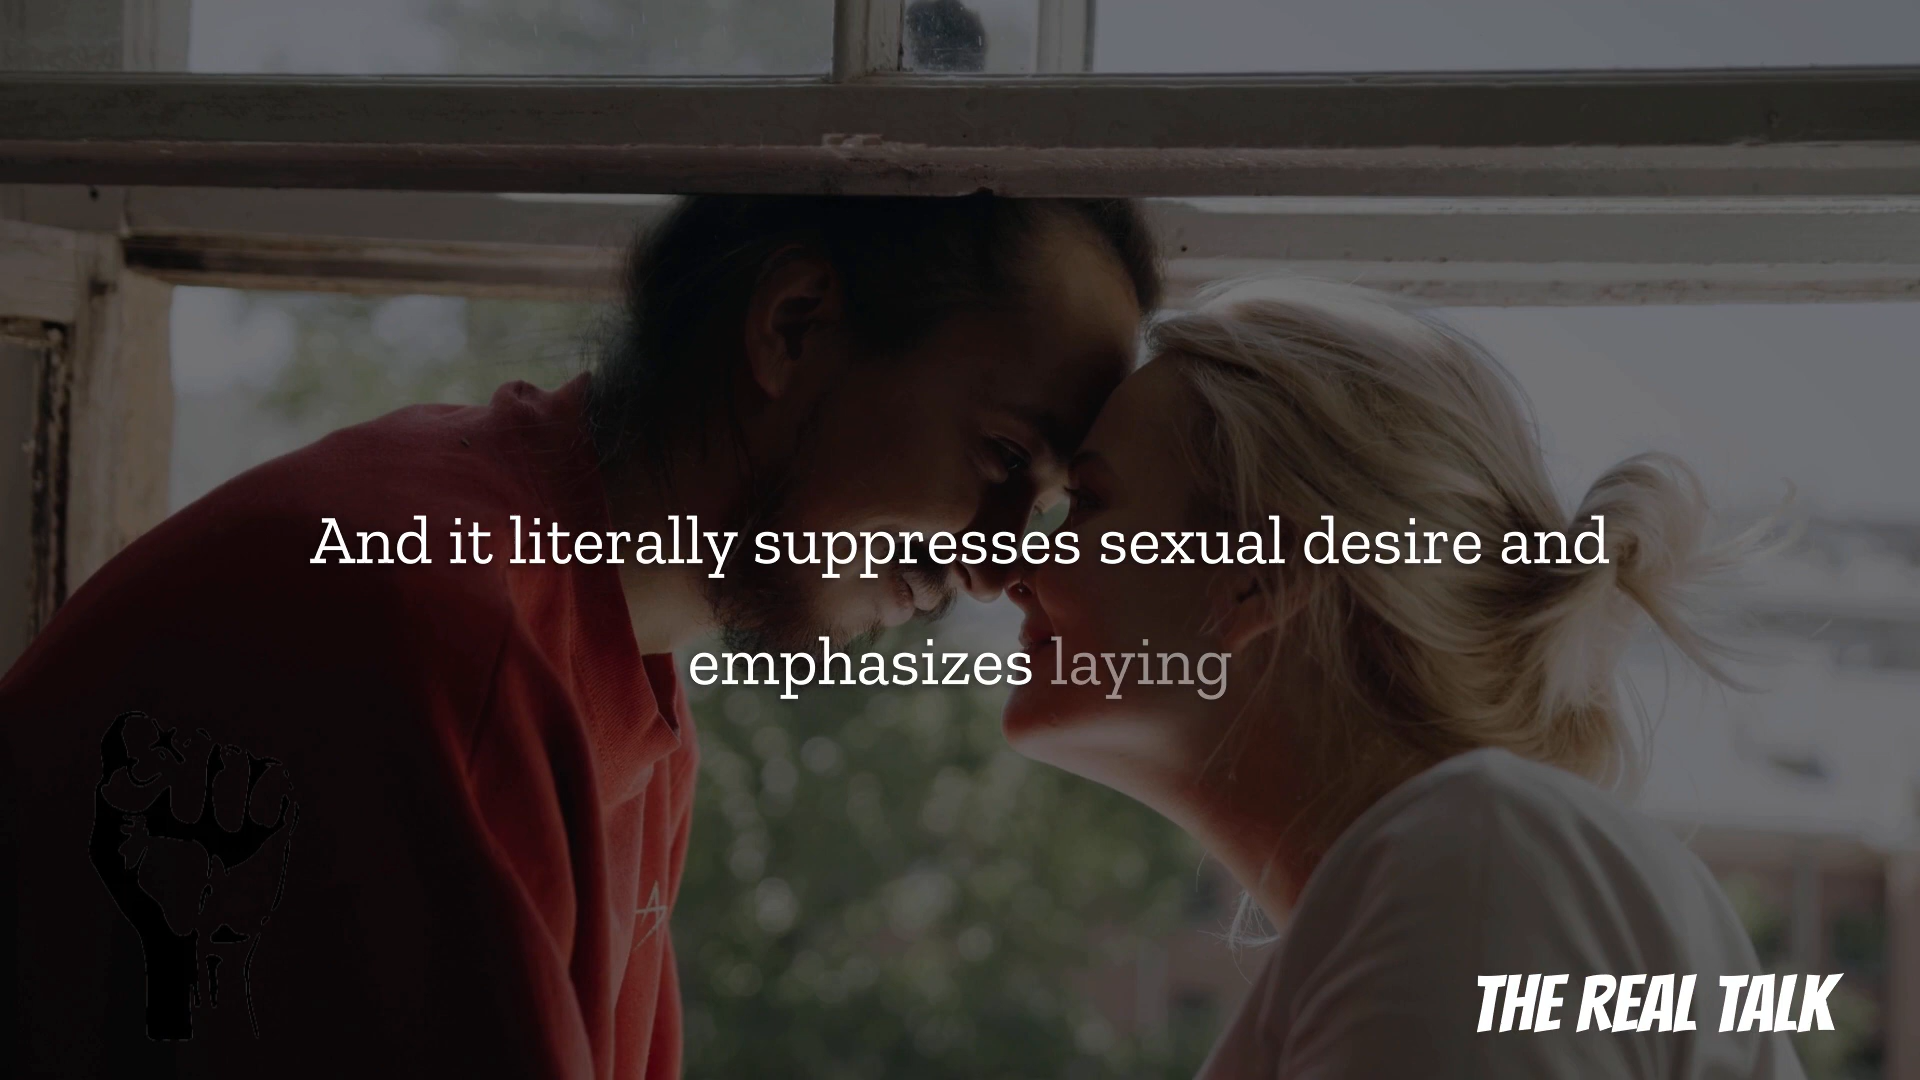 And it literally suppresses sexual desire and
emphasizes laying
THE REAL TALK